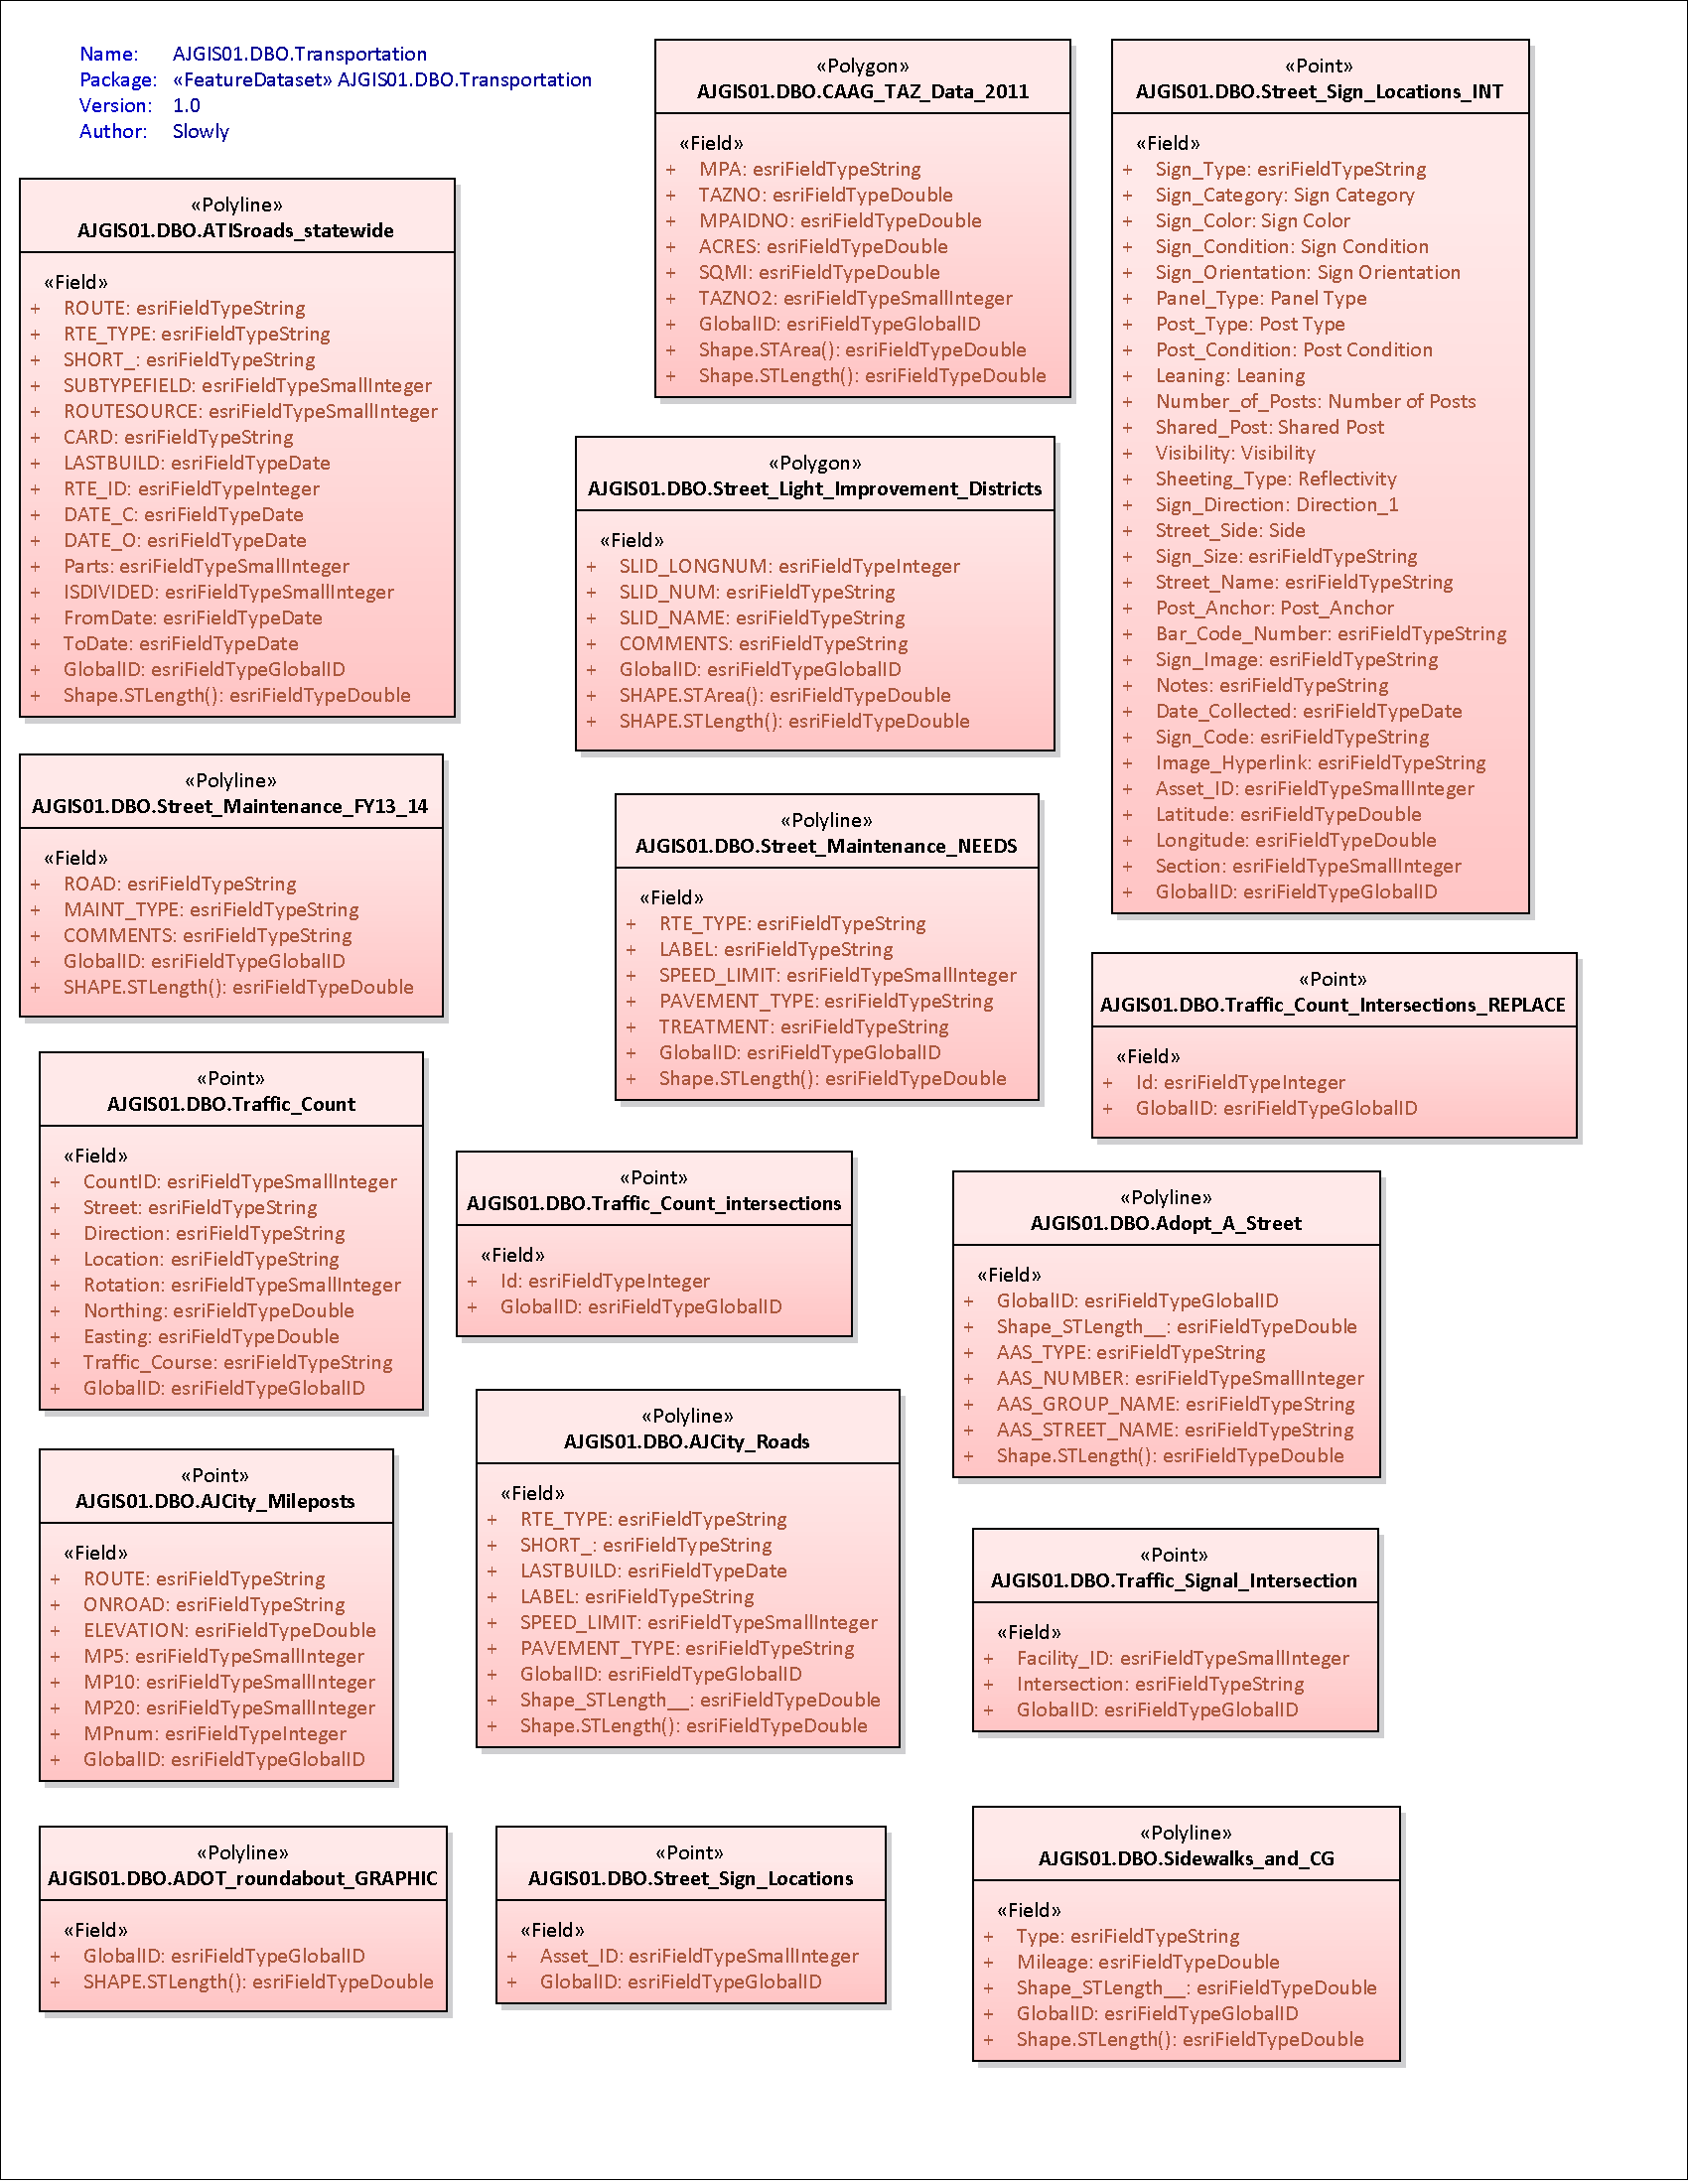 Name: AJGIS01.DBO.Transportation
Package: «FeatureDataset» AJGIS01.DBO.Transportation
Version: 1.0
Author: Slowly
«Polyline»
AJGIS01.DBO.ATISroads_statewide
«Field»
+ ROUTE: esriFieldTypeString
+ RTE_TYPE: esriFieldTypeString
+ SHORT_: esriFieldTypeString
+ SUBTYPEFIELD: esriFieldTypeSmallInteger
+ ROUTESOURCE: esriFieldTypeSmallInteger
+ CARD: esriFieldTypeString
+ LASTBUILD: esriFieldTypeDate
+ RTE_ID: esriFieldTypeInteger
+ DATE_C: esriFieldTypeDate
+ DATE_O: esriFieldTypeDate
+ Parts: esriFieldTypeSmallInteger
+ ISDIVIDED: esriFieldTypeSmallInteger
+ FromDate: esriFieldTypeDate
+ ToDate: esriFieldTypeDate
+ GlobalID: esriFieldTypeGlobalID
+ Shape.STLength(): esriFieldTypeDouble
«Polyline»
AJGIS01.DBO.Street_Maintenance_FY13_14
«Field»
+ ROAD: esriFieldTypeString
+ MAINT_TYPE: esriFieldTypeString
+ COMMENTS: esriFieldTypeString
+ GlobalID: esriFieldTypeGlobalID
+ SHAPE.STLength(): esriFieldTypeDouble
«Point»
AJGIS01.DBO.Traffic_Count
«Field»
+ CountID: esriFieldTypeSmallInteger
+ Street: esriFieldTypeString
+ Direction: esriFieldTypeString
+ Location: esriFieldTypeString
+ Rotation: esriFieldTypeSmallInteger
+ Northing: esriFieldTypeDouble
+ Easting: esriFieldTypeDouble
+ Traffic_Course: esriFieldTypeString
+ GlobalID: esriFieldTypeGlobalID
«Point»
AJGIS01.DBO.AJCity_Mileposts
«Field»
+ ROUTE: esriFieldTypeString
+ ONROAD: esriFieldTypeString
+ ELEVATION: esriFieldTypeDouble
+ MP5: esriFieldTypeSmallInteger
+ MP10: esriFieldTypeSmallInteger
+ MP20: esriFieldTypeSmallInteger
+ MPnum: esriFieldTypeInteger
+ GlobalID: esriFieldTypeGlobalID
«Polyline»
AJGIS01.DBO.ADOT_roundabout_GRAPHIC
«Field»
+ GlobalID: esriFieldTypeGlobalID
+ SHAPE.STLength(): esriFieldTypeDouble
«Polygon»
AJGIS01.DBO.CAAG_TAZ_Data_2011
«Field»
+ MPA: esriFieldTypeString
+ TAZNO: esriFieldTypeDouble
+ MPAIDNO: esriFieldTypeDouble
+ ACRES: esriFieldTypeDouble
+ SQMI: esriFieldTypeDouble
+ TAZNO2: esriFieldTypeSmallInteger
+ GlobalID: esriFieldTypeGlobalID
+ Shape.STArea(): esriFieldTypeDouble
+ Shape.STLength(): esriFieldTypeDouble
«Polygon»
AJGIS01.DBO.Street_Light_Improvement_Districts
«Field»
+ SLID_LONGNUM: esriFieldTypeInteger
+ SLID_NUM: esriFieldTypeString
+ SLID_NAME: esriFieldTypeString
+ COMMENTS: esriFieldTypeString
+ GlobalID: esriFieldTypeGlobalID
+ SHAPE.STArea(): esriFieldTypeDouble
+ SHAPE.STLength(): esriFieldTypeDouble
«Polyline»
AJGIS01.DBO.Street_Maintenance_NEEDS
«Field»
+ RTE_TYPE: esriFieldTypeString
+ LABEL: esriFieldTypeString
+ SPEED_LIMIT: esriFieldTypeSmallInteger
+ PAVEMENT_TYPE: esriFieldTypeString
+ TREATMENT: esriFieldTypeString
+ GlobalID: esriFieldTypeGlobalID
+ Shape.STLength(): esriFieldTypeDouble
«Point»
AJGIS01.DBO.Traffic_Count_intersections
«Field»
+ Id: esriFieldTypeInteger
+ GlobalID: esriFieldTypeGlobalID
«Polyline»
AJGIS01.DBO.AJCity_Roads
«Field»
+ RTE_TYPE: esriFieldTypeString
+ SHORT_: esriFieldTypeString
+ LASTBUILD: esriFieldTypeDate
+ LABEL: esriFieldTypeString
+ SPEED_LIMIT: esriFieldTypeSmallInteger
+ PAVEMENT_TYPE: esriFieldTypeString
+ GlobalID: esriFieldTypeGlobalID
+ Shape_STLength__: esriFieldTypeDouble
+ Shape.STLength(): esriFieldTypeDouble
«Point»
AJGIS01.DBO.Street_Sign_Locations
«Field»
+ Asset_ID: esriFieldTypeSmallInteger
+ GlobalID: esriFieldTypeGlobalID
«Point»
AJGIS01.DBO.Street_Sign_Locations_INT
«Field»
+ Sign_Type: esriFieldTypeString
+ Sign_Category: Sign Category
+ Sign_Color: Sign Color
+ Sign_Condition: Sign Condition
+ Sign_Orientation: Sign Orientation
+ Panel_Type: Panel Type
+ Post_Type: Post Type
+ Post_Condition: Post Condition
+ Leaning: Leaning
+ Number_of_Posts: Number of Posts
+ Shared_Post: Shared Post
+ Visibility: Visibility
+ Sheeting_Type: Reflectivity
+ Sign_Direction: Direction_1
+ Street_Side: Side
+ Sign_Size: esriFieldTypeString
+ Street_Name: esriFieldTypeString
+ Post_Anchor: Post_Anchor
+ Bar_Code_Number: esriFieldTypeString
+ Sign_Image: esriFieldTypeString
+ Notes: esriFieldTypeString
+ Date_Collected: esriFieldTypeDate
+ Sign_Code: esriFieldTypeString
+ Image_Hyperlink: esriFieldTypeString
+ Asset_ID: esriFieldTypeSmallInteger
+ Latitude: esriFieldTypeDouble
+ Longitude: esriFieldTypeDouble
+ Section: esriFieldTypeSmallInteger
+ GlobalID: esriFieldTypeGlobalID
«Point»
AJGIS01.DBO.Traffic_Count_Intersections_REPLACE
«Field»
+ Id: esriFieldTypeInteger
+ GlobalID: esriFieldTypeGlobalID
«Polyline»
AJGIS01.DBO.Adopt_A_Street
«Field»
+ GlobalID: esriFieldTypeGlobalID
+ Shape_STLength__: esriFieldTypeDouble
+ AAS_TYPE: esriFieldTypeString
+ AAS_NUMBER: esriFieldTypeSmallInteger
+ AAS_GROUP_NAME: esriFieldTypeString
+ AAS_STREET_NAME: esriFieldTypeString
+ Shape.STLength(): esriFieldTypeDouble
«Point»
AJGIS01.DBO.Traffic_Signal_Intersection
«Field»
+ Facility_ID: esriFieldTypeSmallInteger
+ Intersection: esriFieldTypeString
+ GlobalID: esriFieldTypeGlobalID
«Polyline»
AJGIS01.DBO.Sidewalks_and_CG
«Field»
+ Type: esriFieldTypeString
+ Mileage: esriFieldTypeDouble
+ Shape_STLength__: esriFieldTypeDouble
+ GlobalID: esriFieldTypeGlobalID
+ Shape.STLength(): esriFieldTypeDouble